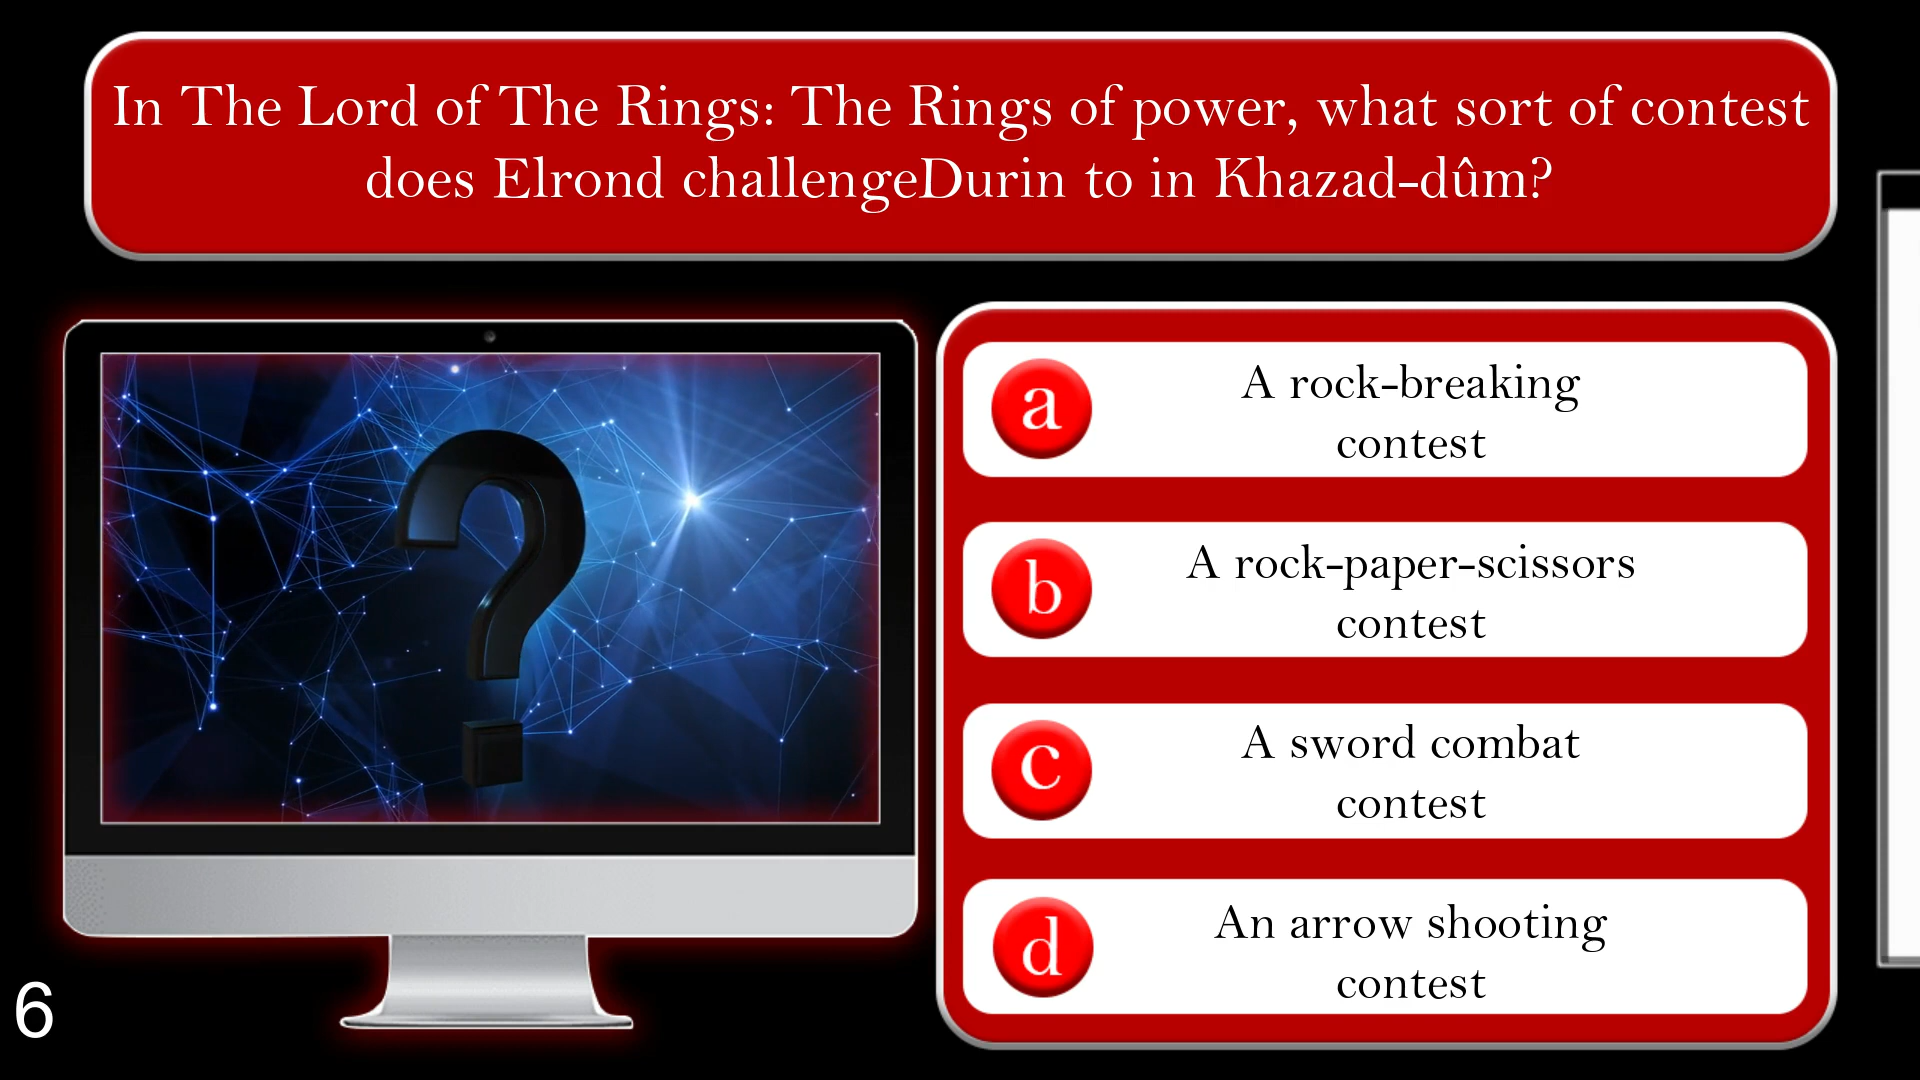 In The Lord of The Rings: The Rings of power, what sort of contest
does Elrond challengeDurin to in Khazad-dûm?
a
A rock-breaking
contest
b
A rock-paper-scissors
contest
c
A sword combat
contest
d
An arrow shooting
contest
6